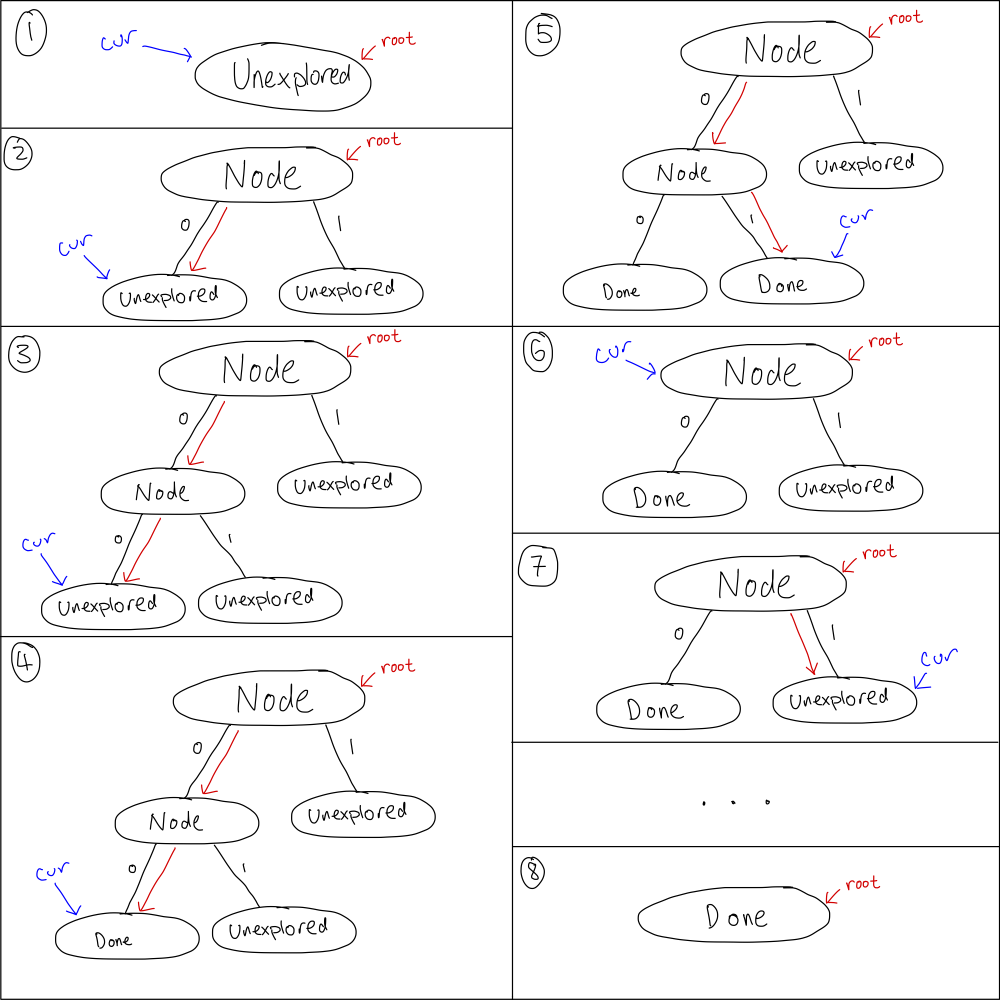 1
cur
root
Unexplored
2
root
Node
0
1
cur
Unexplored
Unexplored
3
root
Node
0
1
Node
Unexplored
cur
0
1
Unexplored
Unexplored
4
root
Node
0
1
Node
Unexplored
cur
0
1
Done
Unexplored
5
root
Node
0
1
Node
Unexplored
0
1
cur
Done
Done
6
cur
root
Node
0
1
Done
Unexplored
7
root
Node
0
1
cur
Done
Unexplored
. . .
8
root
Done